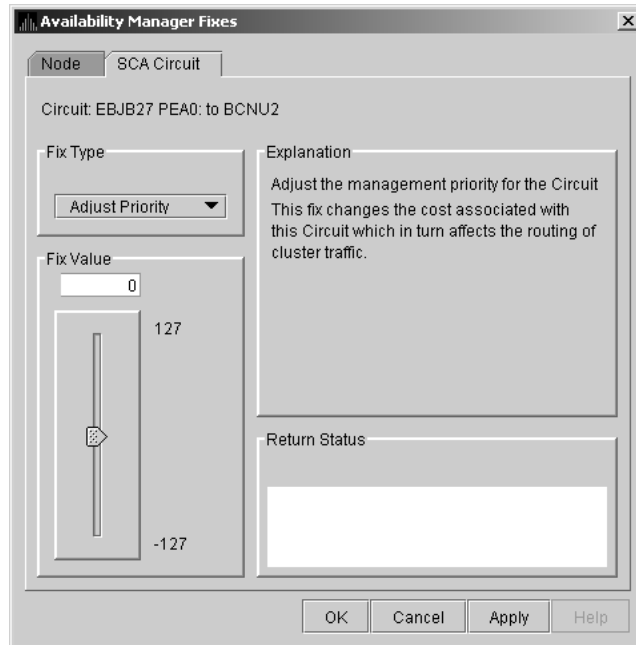 Availability Manager Fixes
Node
SCA Circuit
Circuit: EBJB27 PEA0: to BCNU2
Fix Type
Adjust Priority
Explanation
Adjust the management priority for the Circuit
This fix changes the cost associated with
this Circuit which in turn affects the routing of
cluster traffic.
Fix Value
0
127
-127
Return Status
OK
Cancel
Apply
Help